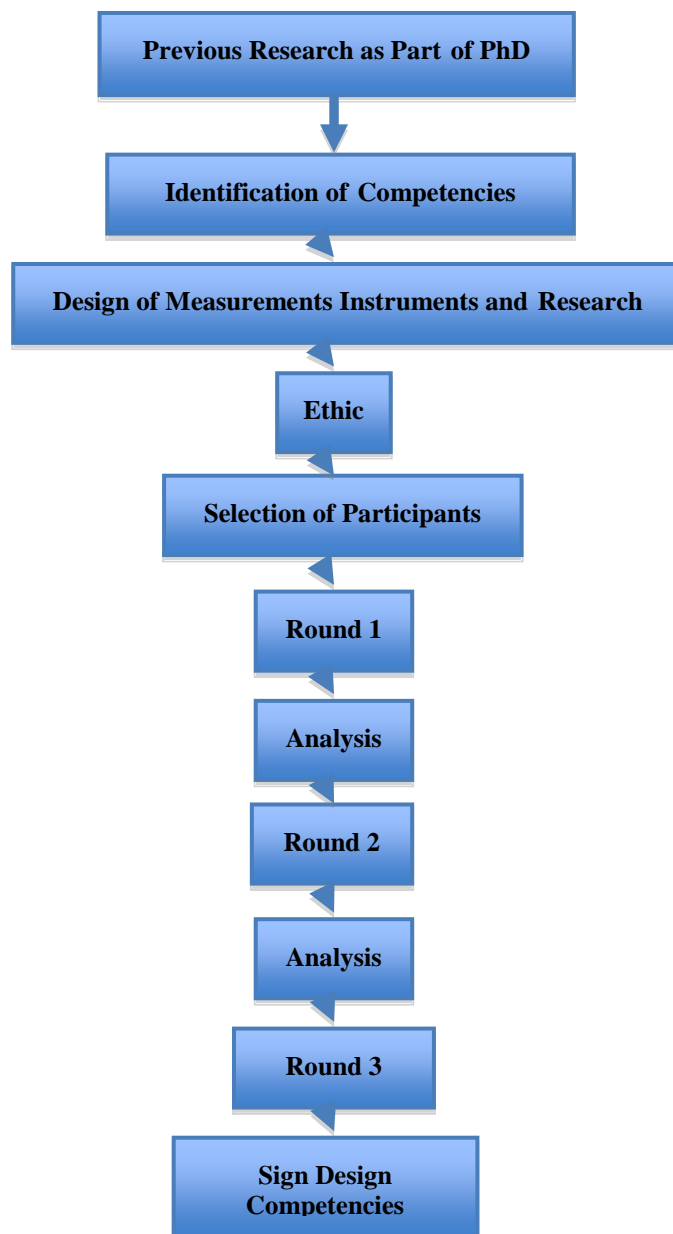 Previous Research as Part of PhD
Identification of Competencies
Design of Measurements Instruments and Research
Ethic
Selection of Participants
Round 1
Analysis
Round 2
Analysis
Round 3
Sign Design
Competencies